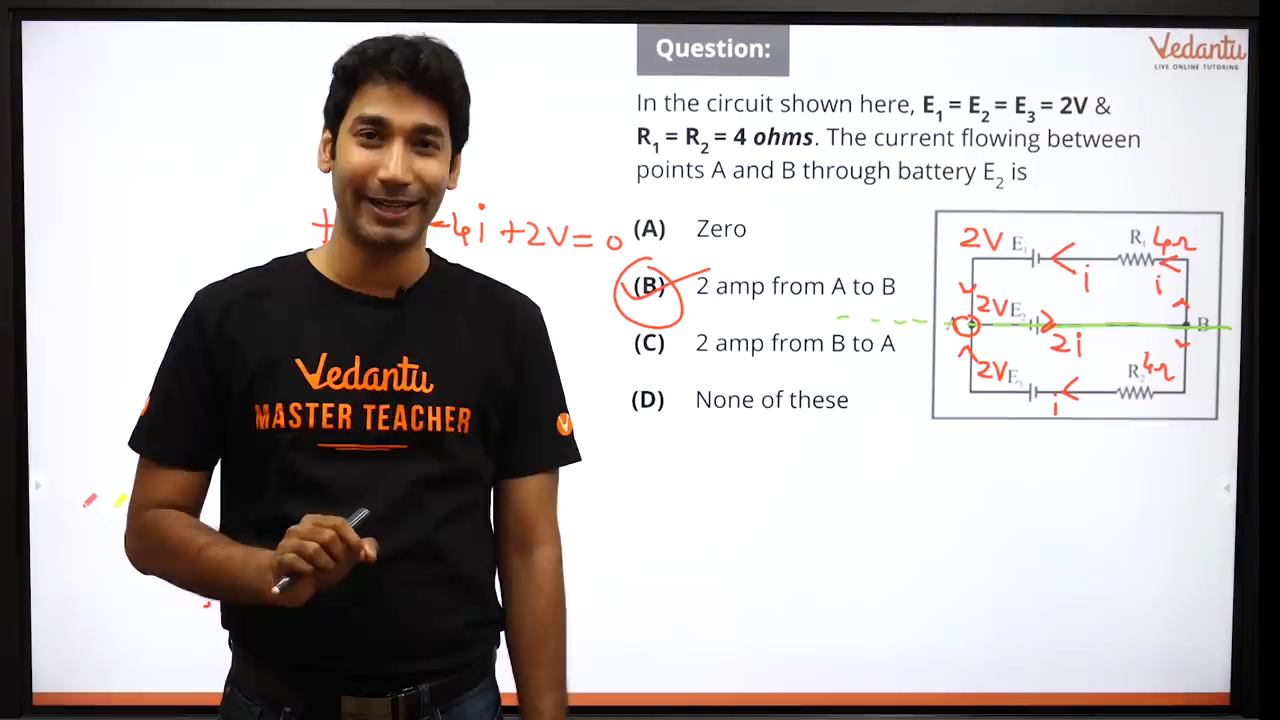 Question:
Vedantu
LIVE ONLINE TUTORING
In the circuit shown here, E₁ = E₂ = E₃ = 2V &
R₁ = R₂ = 4 ohms. The current flowing between
points A and B through battery E₂ is
-4i + 2V = 0
(A) Zero
(B) 2 amp from A to B
(C) 2 amp from B to A
(D) None of these
2V E₁ R₁ 4Ω
i i
2V E₂ B
2i
2V E₁ R₂ 4Ω
i
Vedantu
MASTER TEACHER